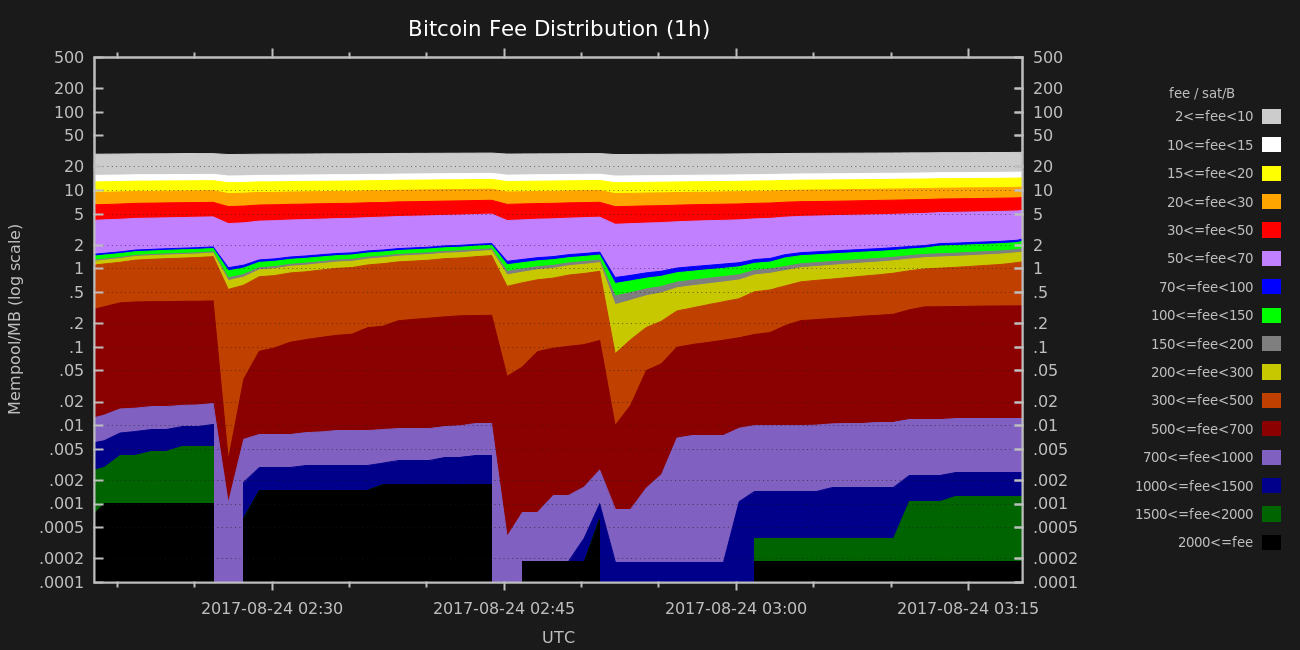 Bitcoin Fee Distribution (1h)
500 500
200 200
100 100
50 50
20 20
10 10
5 5
2 2
1 1
.5 .5
.2 .2
.1 .1
.05 .05
.02 .02
.01 .01
.005 .005
.002 .002
.001 .001
.0005 .0005
.0002 .0002
.0001 .0001
Mempool/MB (log scale)
2017-08-24 02:30 2017-08-24 02:45 2017-08-24 03:00 2017-08-24 03:15
UTC
fee / sat/B
2<=fee<10
10<=fee<15
15<=fee<20
20<=fee<30
30<=fee<50
50<=fee<70
70<=fee<100
100<=fee<150
150<=fee<200
200<=fee<300
300<=fee<500
500<=fee<700
700<=fee<1000
1000<=fee<1500
1500<=fee<2000
2000<=fee